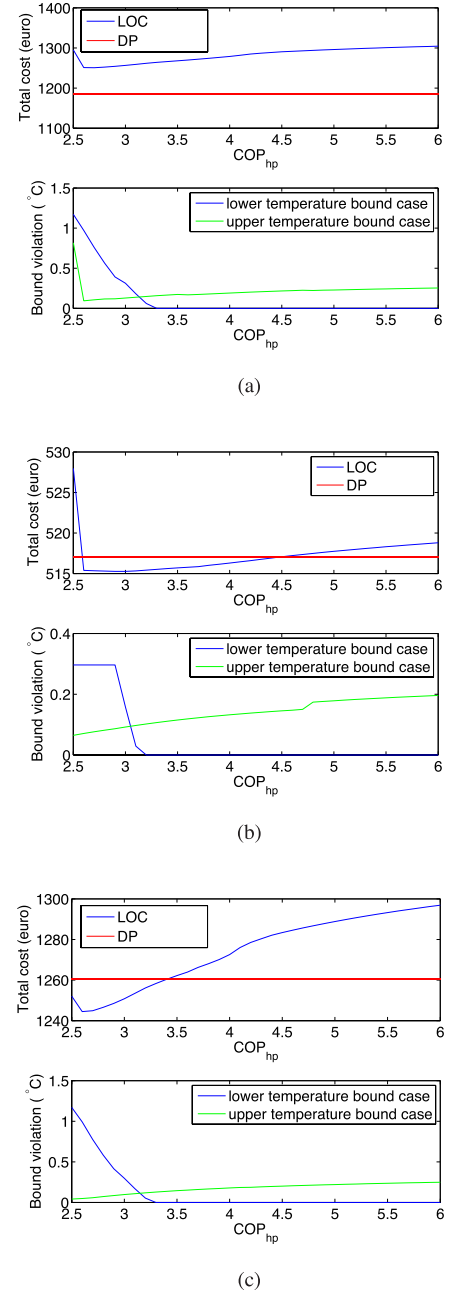 1400
1300
1200
1100
Total cost (euro)
LOC
DP
2.5 3 3.5 4 4.5 5 5.5 6
COPhp
1.5
1
0.5
0
Bound violation ( °C)
lower temperature bound case
upper temperature bound case
2.5 3 3.5 4 4.5 5 5.5 6
COPhp
(a)
530
525
520
515
Total cost (euro)
LOC
DP
2.5 3 3.5 4 4.5 5 5.5 6
COPhp
0.4
0.2
0
Bound violation ( °C)
lower temperature bound case
upper temperature bound case
2.5 3 3.5 4 4.5 5 5.5 6
COPhp
(b)
1300
1280
1260
1240
Total cost (euro)
LOC
DP
2.5 3 3.5 4 4.5 5 5.5 6
COPhp
1.5
1
0.5
0
Bound violation ( °C)
lower temperature bound case
upper temperature bound case
2.5 3 3.5 4 4.5 5 5.5 6
COPhp
(c)